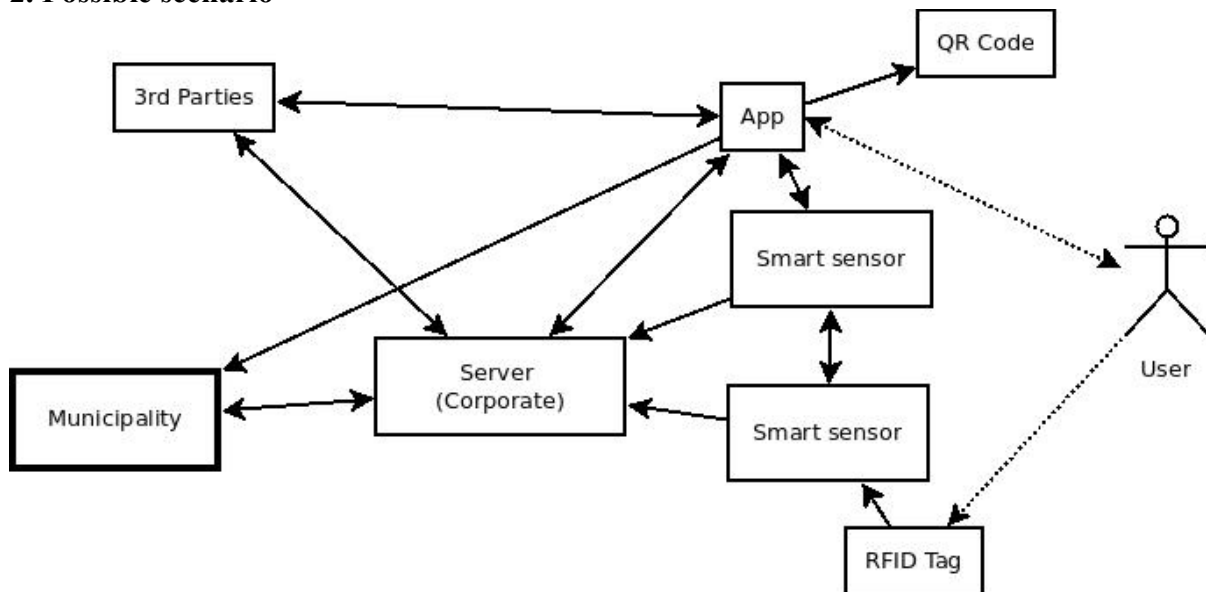 2. Possible scenario
QR Code
3rd Parties
App
Smart sensor
Server
(Corporate)
User
Municipality
Smart sensor
RFID Tag